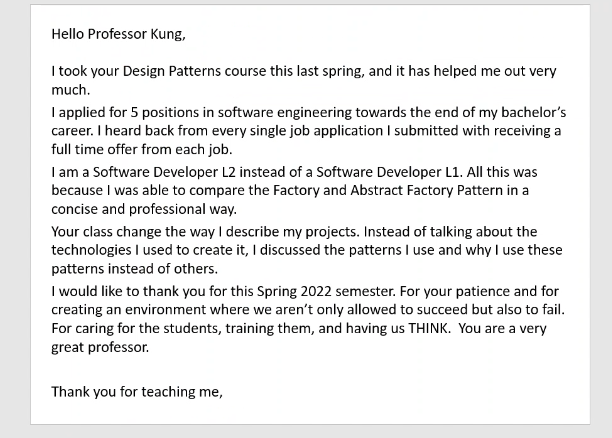 Hello Professor Kung,
I took your Design Patterns course this last spring, and it has helped me out very
much.
I applied for 5 positions in software engineering towards the end of my bachelor's
career. I heard back from every single job application I submitted with receiving a
full time offer from each job.
I am a Software Developer L2 instead of a Software Developer L1. All this was
because I was able to compare the Factory and Abstract Factory Pattern in a
concise and professional way.
Your class change the way I describe my projects. Instead of talking about the
technologies I used to create it, I discussed the patterns I use and why I use these
patterns instead of others.
I would like to thank you for this Spring 2022 semester. For your patience and for
creating an environment where we aren't only allowed to succeed but also to fail.
For caring for the students, training them, and having us THINK.  You are a very
great professor.
Thank you for teaching me,